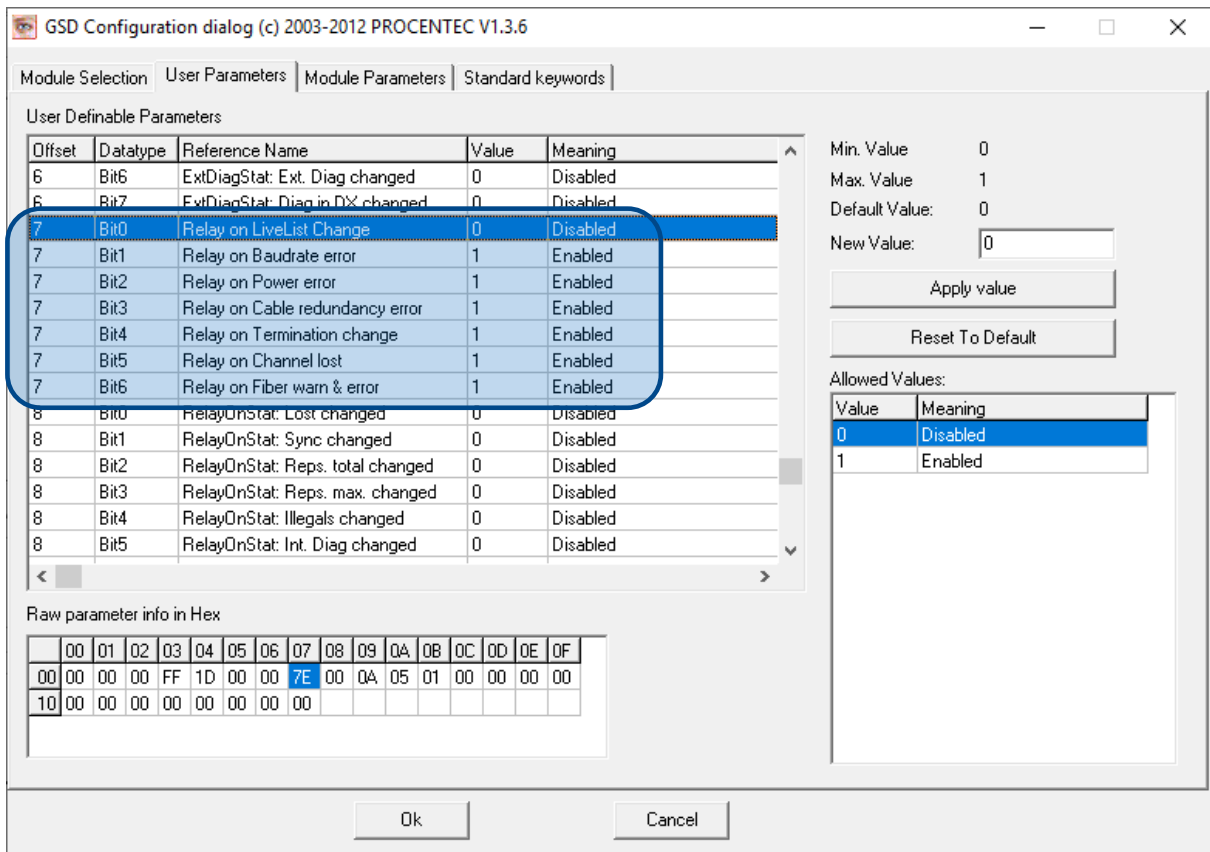 GSD Configuration dialog (c) 2003-2012 PROCENTEC V1.3.6
Module Selection User Parameters Module Parameters Standard keywords
User Definable Parameters
Offset Datatype Reference Name Value Meaning
6 Bit6 ExtDiagStat: Ext. Diag changed 0 Disabled
6 Bit7 ExtDiagStat: Diag in DX changed 0 Disabled
7 Bit0 Relay on LiveList Change 0 Disabled
7 Bit1 Relay on Baudrate error 1 Enabled
7 Bit2 Relay on Power error 1 Enabled
7 Bit3 Relay on Cable redundancy error 1 Enabled
7 Bit4 Relay on Termination change 1 Enabled
7 Bit5 Relay on Channel lost 1 Enabled
7 Bit6 Relay on Fiber warn & error 1 Enabled
8 Bit0 RelayOnStat: Lost changed 0 Disabled
8 Bit1 RelayOnStat: Sync changed 0 Disabled
8 Bit2 RelayOnStat: Reps. total changed 0 Disabled
8 Bit3 RelayOnStat: Reps. max. changed 0 Disabled
8 Bit4 RelayOnStat: Illegals changed 0 Disabled
8 Bit5 RelayOnStat: Int. Diag changed 0 Disabled
Min. Value 0
Max. Value 1
Default Value: 0
New Value: 0
Apply value
Reset To Default
Allowed Values:
Value Meaning
0 Disabled
1 Enabled
Raw parameter info in Hex
00 01 02 03 04 05 06 07 08 09 0A 0B 0C 0D 0E 0F
00 00 00 00 FF 1D 00 00 7E 00 0A 05 01 00 00 00 00
10 00 00 00 00 00 00 00 00
Ok Cancel